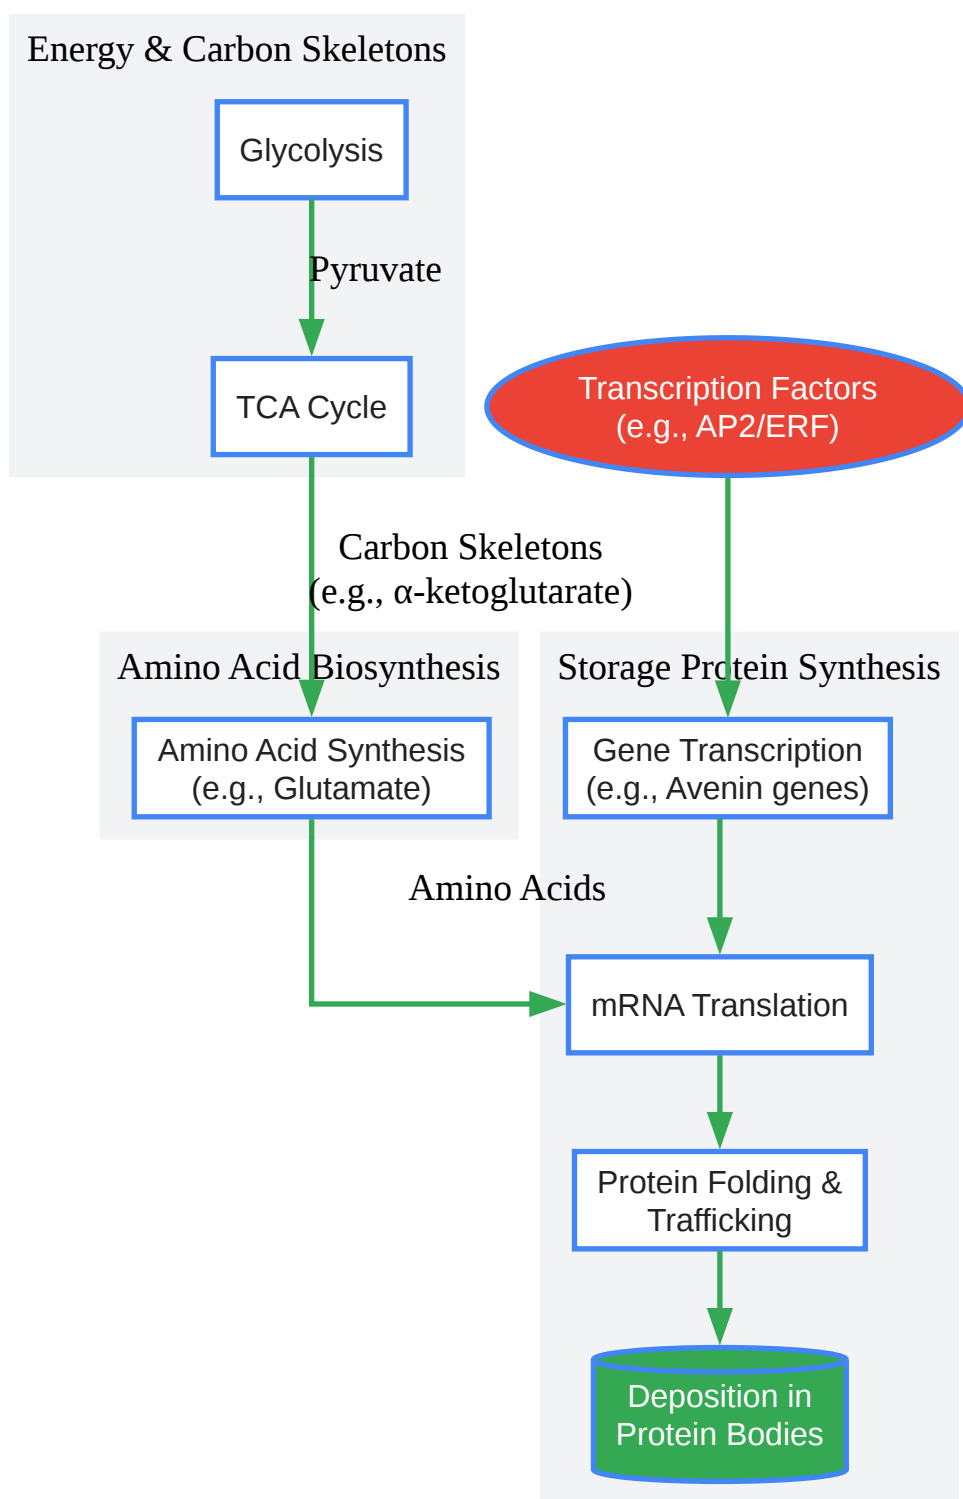 Energy & Carbon Skeletons
Glycolysis
Pyruvate
TCA Cycle
Transcription Factors
(e.g., AP2/ERF)
Carbon Skeletons
(e.g., α-ketoglutarate)
Amino Acid Biosynthesis
Storage Protein Synthesis
Amino Acid Synthesis
(e.g., Glutamate)
Gene Transcription
(e.g., Avenin genes)
Amino Acids
mRNA Translation
Protein Folding &
Trafficking
Deposition in
Protein Bodies